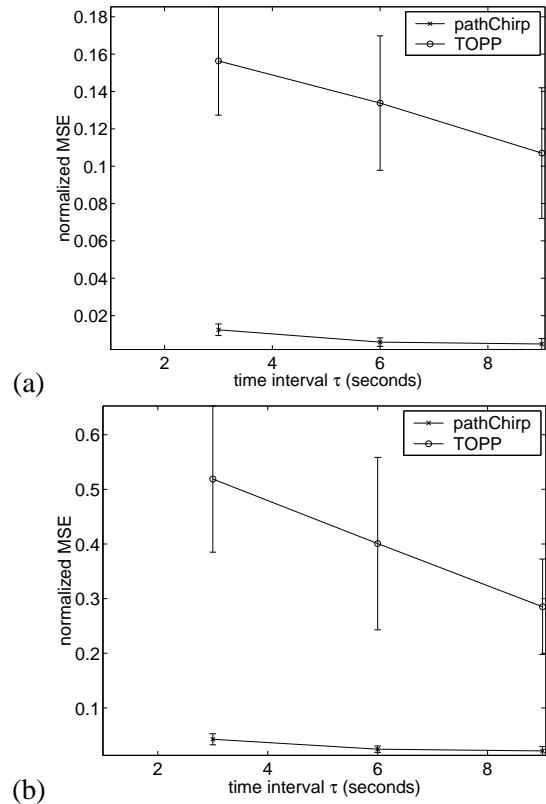 0.18
0.16
0.14
0.12
0.1
0.08
0.06
0.04
0.02
normalized MSE
pathChirp
TOPP
2 4 6 8
time interval τ (seconds)
(a)
0.6
0.5
0.4
0.3
0.2
0.1
normalized MSE
pathChirp
TOPP
2 4 6 8
time interval τ (seconds)
(b)